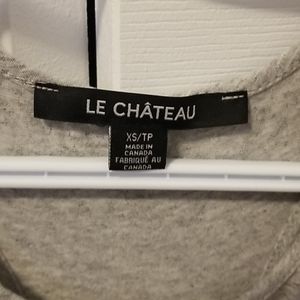 LE CHÂTEAU
XS/TP
MADE IN
CANADA
FABRIQUÉ AU
CANADA